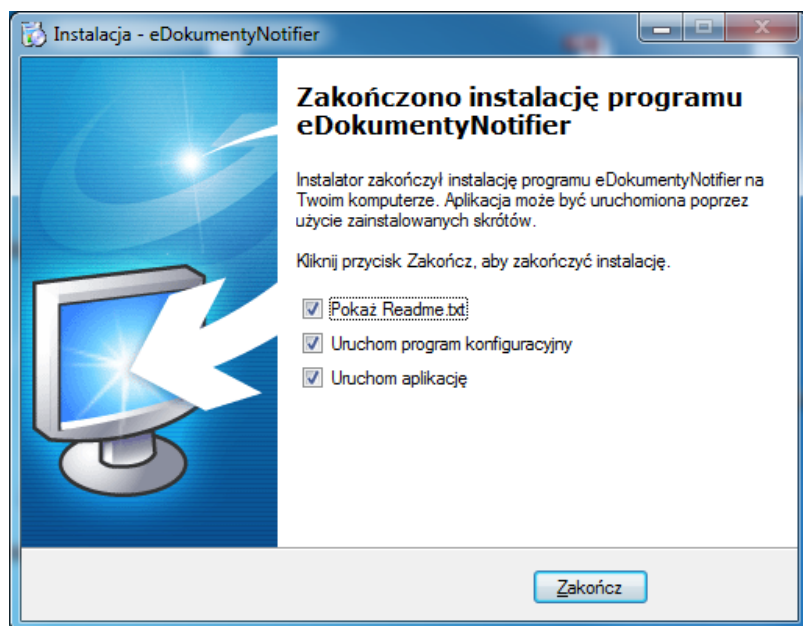 Instalacja - eDokumentyNotifier
Zakończono instalację programu
eDokumentyNotifier
Instalator zakończył instalację programu eDokumentyNotifier na
Twoim komputerze. Aplikacja może być uruchomiona poprzez
użycie zainstalowanych skrótów.
Kliknij przycisk Zakończ, aby zakończyć instalację.
Pokaż Readme.txt
Uruchom program konfiguracyjny
Uruchom aplikację
Zakończ